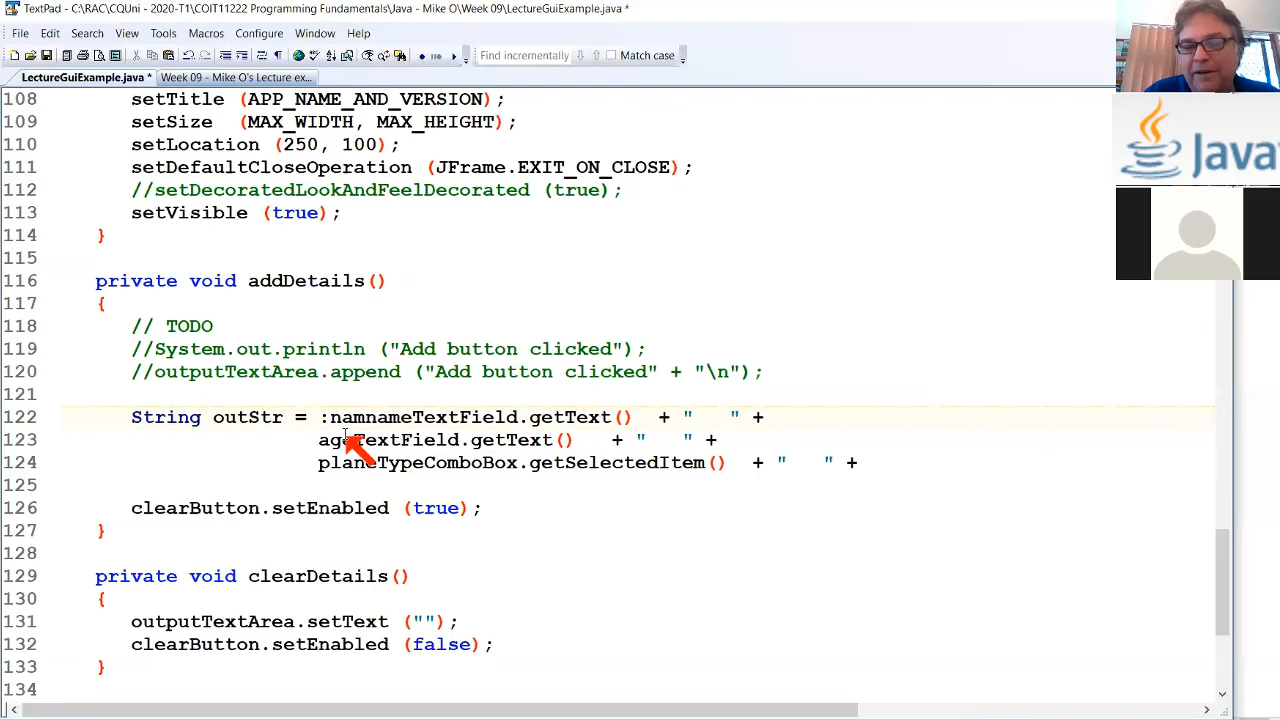 TextPad - C:\RAC\CQUni - 2020-T1\COIT11222 Programming Fundamentals\Java - Mike O\Week 09\LectureGuiExample.java *
File Edit Search View Tools Macros Configure Window Help
Find incrementally Match case
LectureGuiExample.java * Week 09 - Mike O's Lecture ex...
108 setTitle (APP_NAME_AND_VERSION);
109 setSize (MAX_WIDTH, MAX_HEIGHT);
110 setLocation (250, 100);
111 setDefaultCloseOperation (JFrame.EXIT_ON_CLOSE);
112 //setDecoratedLookAndFeelDecorated (true);
113 setVisible (true);
114 }
115
116 private void addDetails()
117 {
118 // TODO
119 //System.out.println ("Add button clicked");
120 //outputTextArea.append ("Add button clicked" + "\n");
121
122 String outStr = :namnameTextField.getText() + "   " +
123 ageTextField.getText() + "   " +
124 planeTypeComboBox.getSelectedItem() + "   " +
125
126 clearButton.setEnabled (true);
127 }
128
129 private void clearDetails()
130 {
131 outputTextArea.setText ("");
132 clearButton.setEnabled (false);
133 }
134
Java